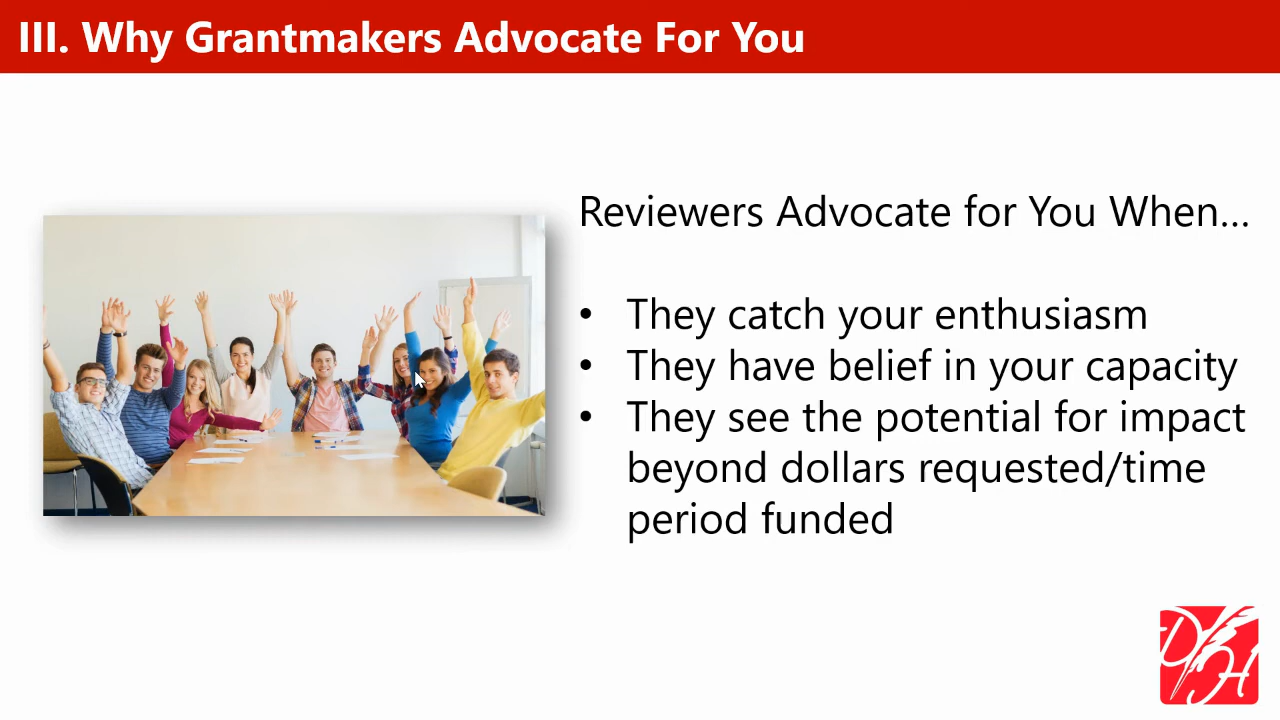 III. Why Grantmakers Advocate For You
Reviewers Advocate for You When...
• They catch your enthusiasm
• They have belief in your capacity
• They see the potential for impact
beyond dollars requested/time
period funded
DH